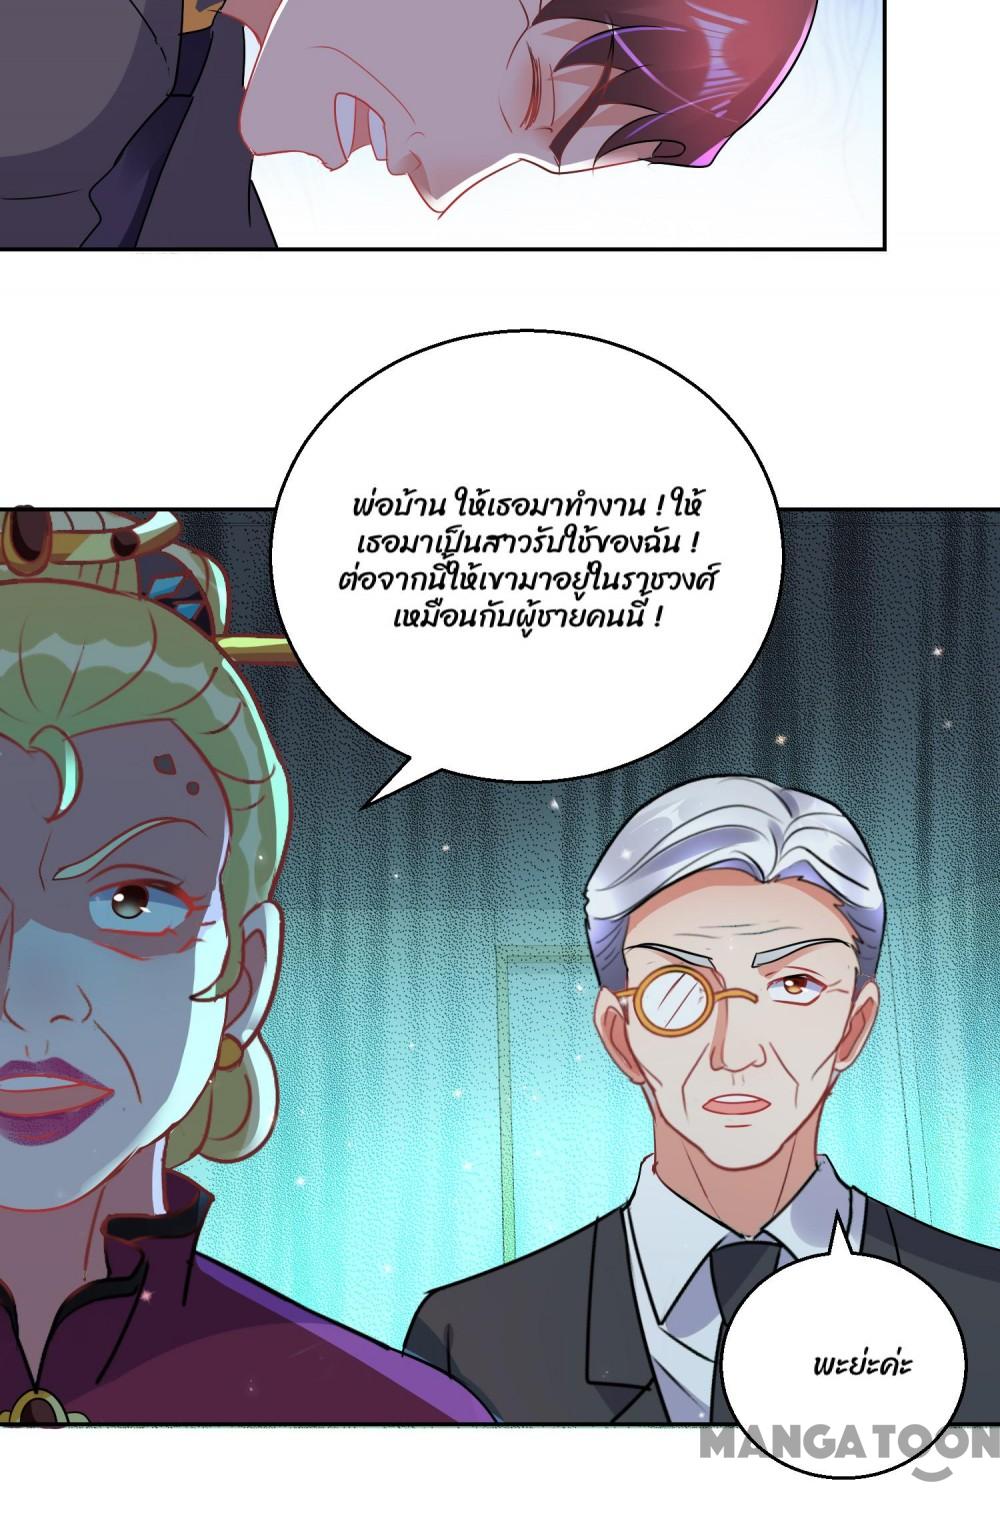 พ่อบ้าน ให้เธอมาทำงาน ! ให้
เธอมาเป็นสาวรับใช้ของฉัน !
ต่อจากนี้ให้เขามาอยู่ในราชวงศ์
เหมือนกับผู้ชายคนนี้ !
พะย่ะค่ะ
MANGATOON